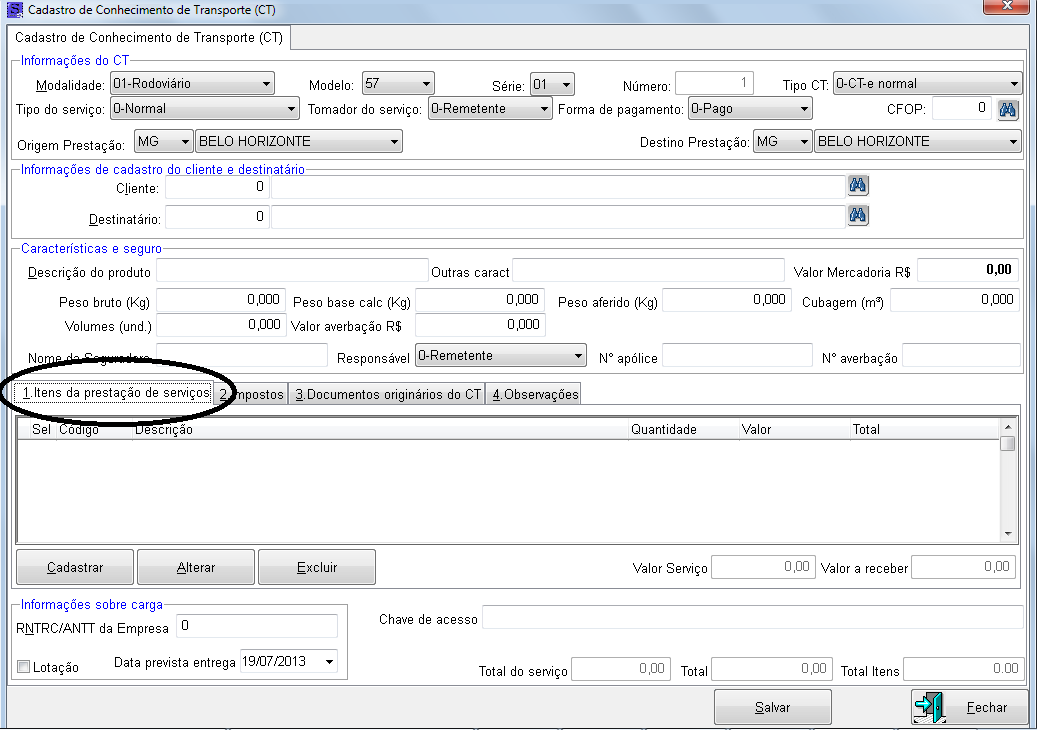 Cadastro de Conhecimento de Transporte (CT)
Cadastro de Conhecimento de Transporte (CT)
Informações do CT
Modalidade: 01-Rodoviário Modelo: 57 Série: 01 Número: 1 Tipo CT: 0-CT-e normal
Tipo do serviço: 0-Normal Tomador do serviço: 0-Remetente Forma de pagamento: 0-Pago CFOP: 0
Origem Prestação: MG BELO HORIZONTE Destino Prestação: MG BELO HORIZONTE
Informações de cadastro do cliente e destinatário
Cliente: 0
Destinatário: 0
Características e seguro
Descrição do produto Outras caract Valor Mercadoria R$ 0,00
Peso bruto (Kg) 0,000 Peso base calc (Kg) 0,000 Peso aferido (Kg) 0,000 Cubagem (m³) 0,000
Volumes (und.) 0,000 Valor averbação R$ 0,000
Nome da Seguradora Responsável 0-Remetente N° apólice N° averbação
1.Itens da prestação de serviços 2.Impostos 3.Documentos originários do CT 4.Observações
Sel Código Descrição Quantidade Valor Total
Cadastrar Alterar Excluir Valor Serviço 0,00 Valor a receber 0,00
Informações sobre carga
RNTRC/ANTT da Empresa 0 Chave de acesso
Lotação Data prevista entrega 19/07/2013 Total do serviço 0,00 Total 0,00 Total Itens 0.00
Salvar Fechar